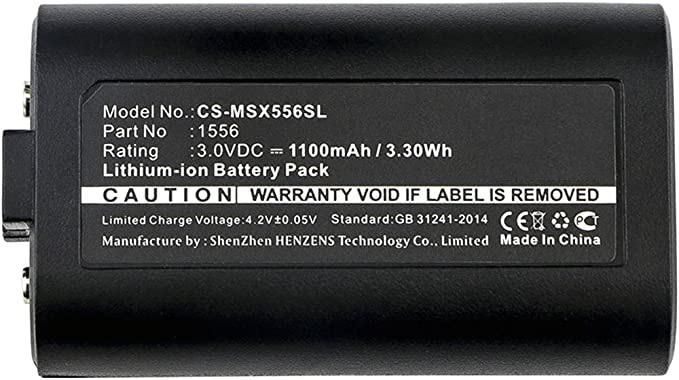 Model No.: CS-MSX556SL
Part No : 1556
Rating : 3.0VDC ⎓ 1100mAh / 3.30Wh
Lithium-ion Battery Pack
CAUTION WARRANTY VOID IF LABEL IS REMOVED
Limited Charge Voltage:4.2V±0.05V Standard:GB 31241-2014
Manufacture by : ShenZhen HENZENS Technology Co., Limited
CE PCT
Made In China